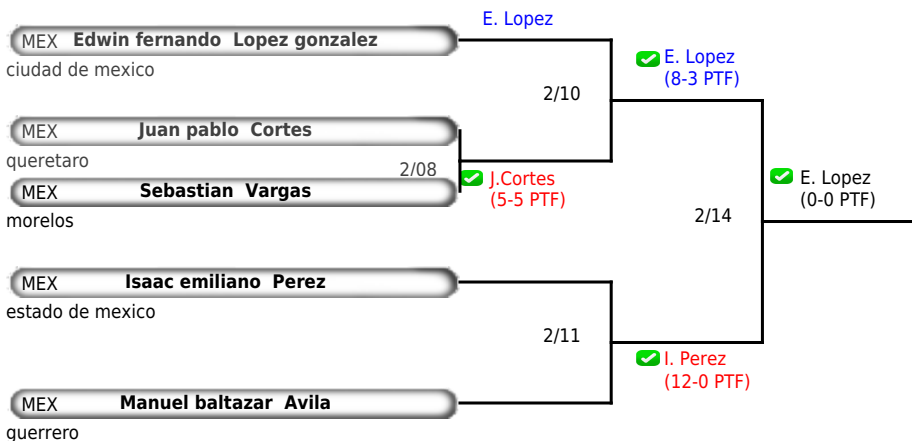 E. Lopez
MEX Edwin fernando Lopez gonzalez
ciudad de mexico
E. Lopez
(8-3 PTF)
2/10
MEX Juan pablo Cortes
queretaro
2/08
J.Cortes
(5-5 PTF)
MEX Sebastian Vargas
morelos
E. Lopez
(0-0 PTF)
2/14
MEX Isaac emiliano Perez
estado de mexico
2/11
I. Perez
(12-0 PTF)
MEX Manuel baltazar Avila
guerrero